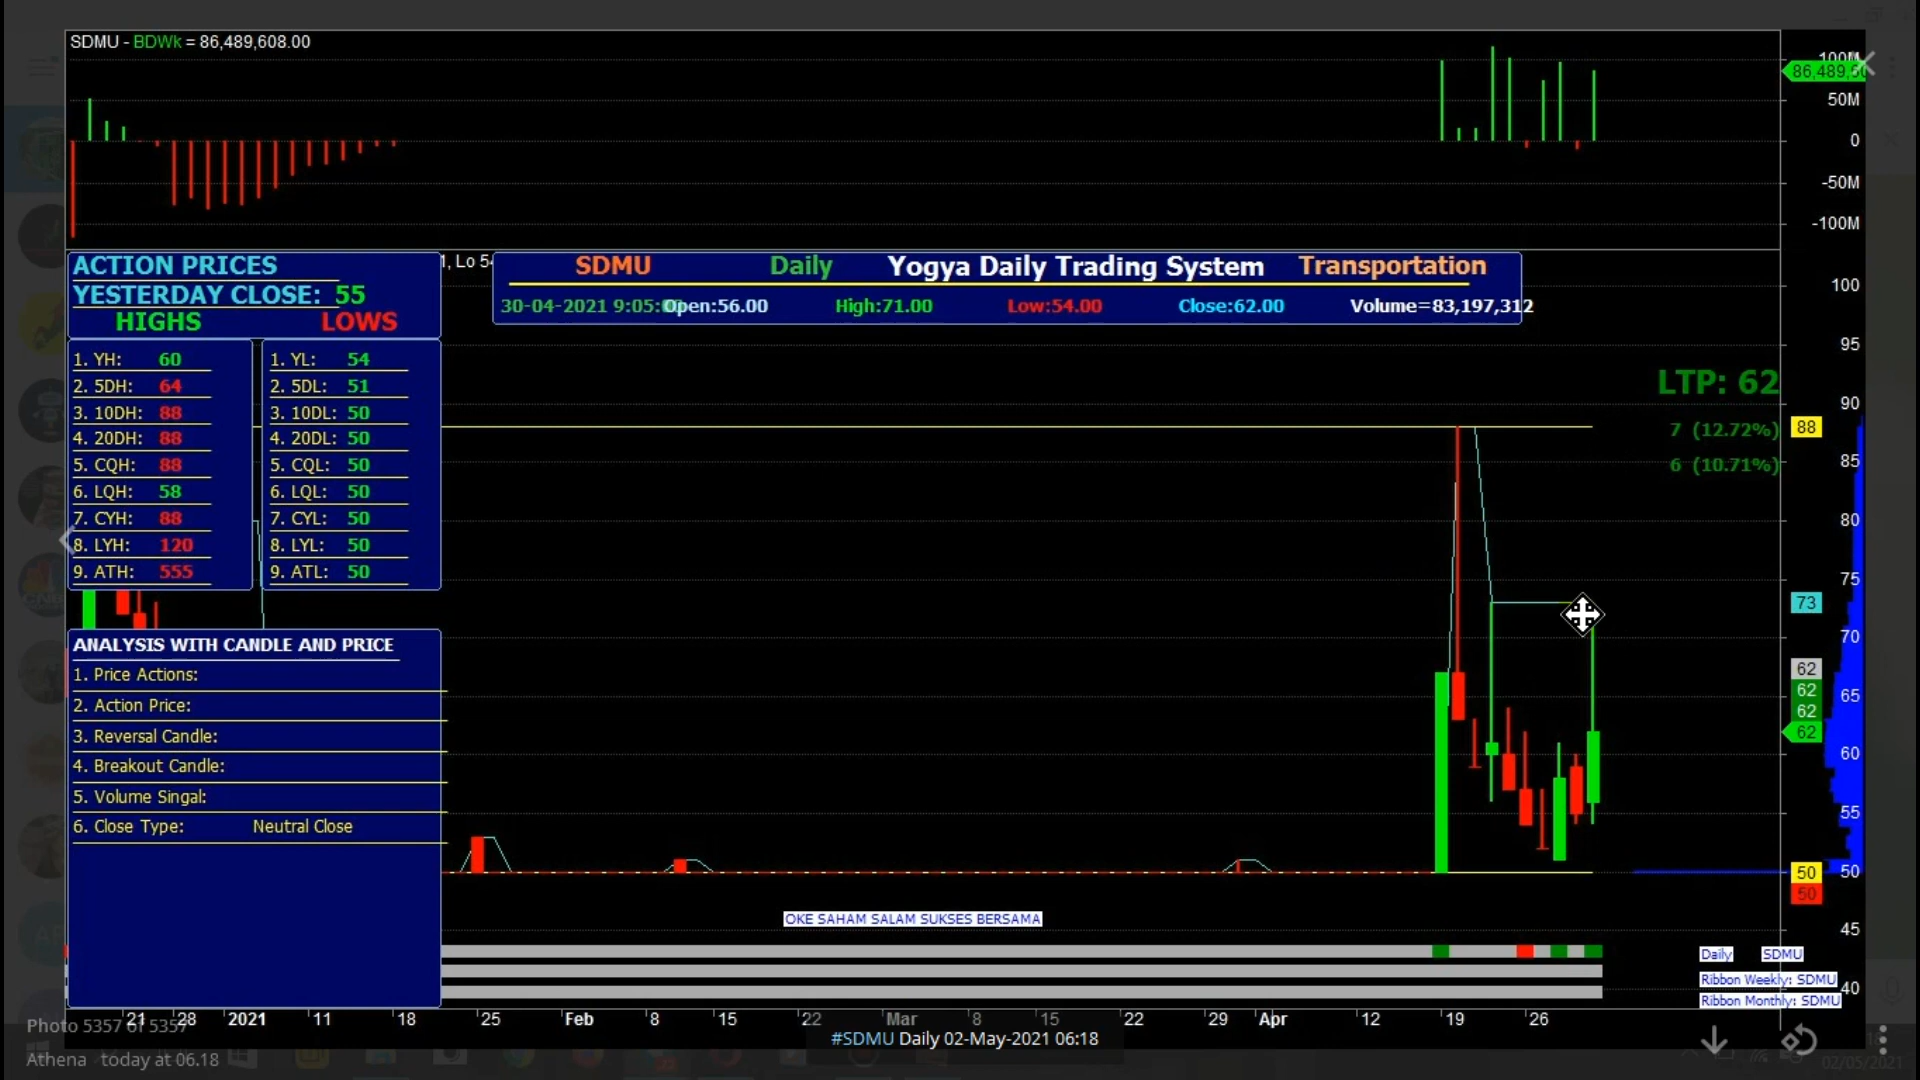 SDMU - BDWk = 86,489,608.00
100M
86,489,60
50M
0
-50M
-100M
ACTION PRICES
YESTERDAY CLOSE: 55
HIGHS LOWS
1. YH: 60
2. 5DH: 64
3. 10DH: 88
4. 20DH: 88
5. CQH: 88
6. LQH: 58
7. CYH: 88
8. LYH: 120
9. ATH: 555
1. YL: 54
2. 5DL: 51
3. 10DL: 50
4. 20DL: 50
5. CQL: 50
6. LQL: 50
7. CYL: 50
8. LYL: 50
9. ATL: 50
, Lo 54
SDMU Daily Yogya Daily Trading System Transportation
30-04-2021 9:05: Open:56.00 High:71.00 Low:54.00 Close:62.00 Volume=83,197,312
LTP: 62
7 (12.72%)
6 (10.71%)
100
95
90
88
85
80
75
73
70
62
65
62
62
62
60
55
50
50
50
45
40
ANALYSIS WITH CANDLE AND PRICE
1. Price Actions:
2. Action Price:
3. Reversal Candle:
4. Breakout Candle:
5. Volume Singal:
6. Close Type: Neutral Close
OKE SAHAM SALAM SUKSES BERSAMA
Daily SDMU
Ribbon Weekly: SDMU
Ribbon Monthly: SDMU
21 28 2021 11 18 25 Feb 8 15 22 Mar 8 15 22 29 Apr 12 19 26
Photo 5357 of 5357
#SDMU Daily 02-May-2021 06:18
Athena today at 06.18
02/05/2021